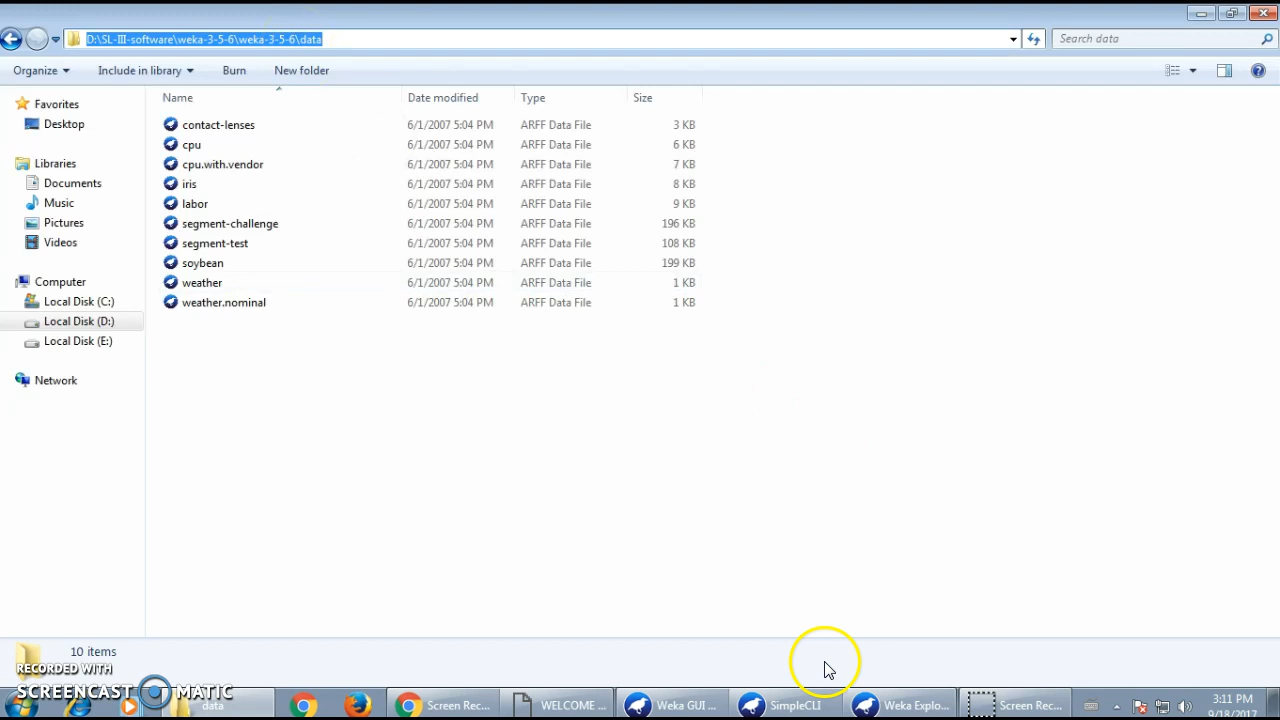 D:\SL-III-software\weka-3-5-6\weka-3-5-6\data
Search data
Organize
Include in library
Burn
New folder
Name Date modified Type Size
Favorites
Desktop
Libraries
Documents
Music
Pictures
Videos
Computer
Local Disk (C:)
Local Disk (D:)
Local Disk (E:)
Network
contact-lenses 6/1/2007 5:04 PM ARFF Data File 3 KB
cpu 6/1/2007 5:04 PM ARFF Data File 6 KB
cpu.with.vendor 6/1/2007 5:04 PM ARFF Data File 7 KB
iris 6/1/2007 5:04 PM ARFF Data File 8 KB
labor 6/1/2007 5:04 PM ARFF Data File 9 KB
segment-challenge 6/1/2007 5:04 PM ARFF Data File 196 KB
segment-test 6/1/2007 5:04 PM ARFF Data File 108 KB
soybean 6/1/2007 5:04 PM ARFF Data File 199 KB
weather 6/1/2007 5:04 PM ARFF Data File 1 KB
weather.nominal 6/1/2007 5:04 PM ARFF Data File 1 KB
10 items
RECORDED WITH
SCREENCAST MATIC
data
Screen Rec...
WELCOME ...
Weka GUI ...
SimpleCLI
Weka Explo...
Screen Rec...
3:11 PM
9/18/2017